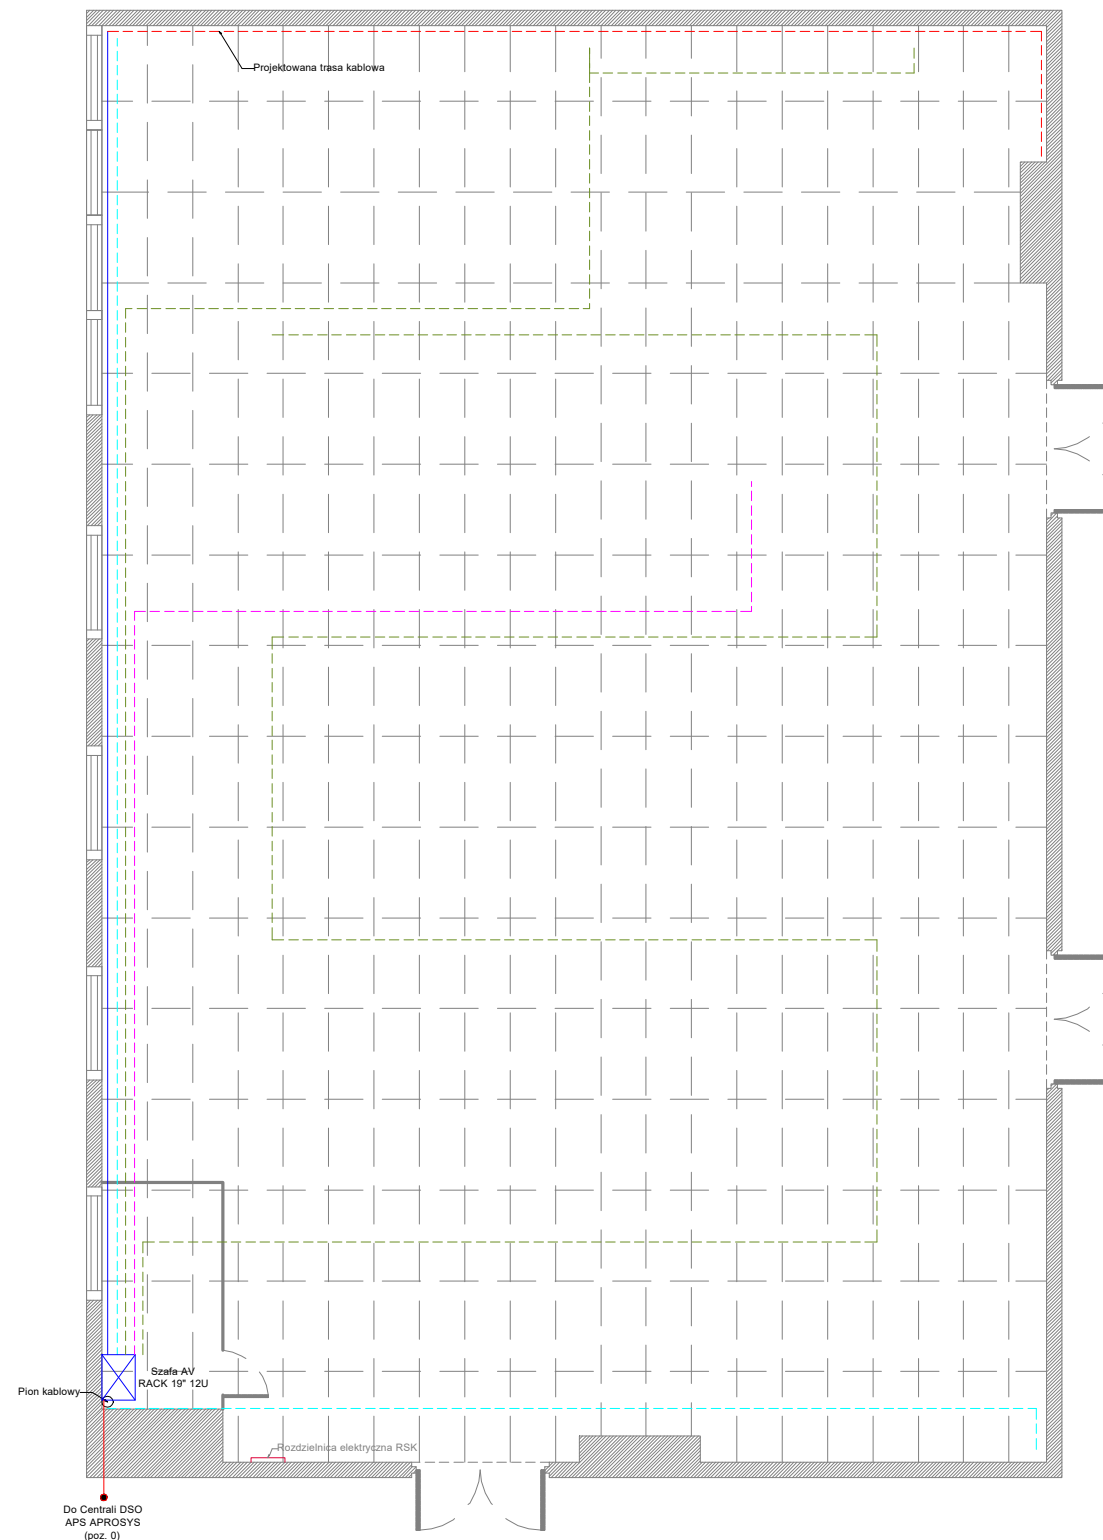 Projektowana trasa kablowa
Szafa AV
RACK 19" 12U
Pion kablowy
Rozdzielnica elektryczna RSK
Do Centrali DSO
APS APROSYS
(poz. 0)